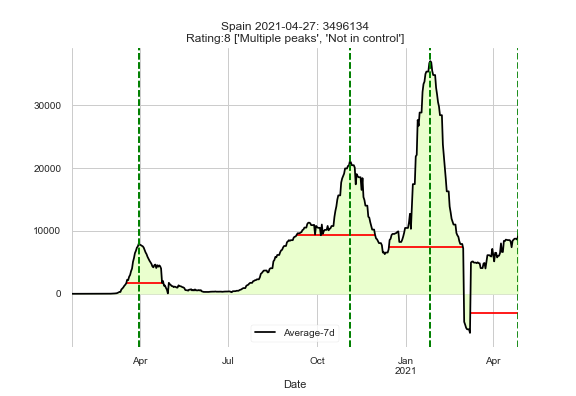 Spain 2021-04-27: 3496134
Rating:8 ['Multiple peaks', 'Not in control']
30000
20000
10000
0
Average-7d
Apr Jul Oct Jan Apr
2021
Date